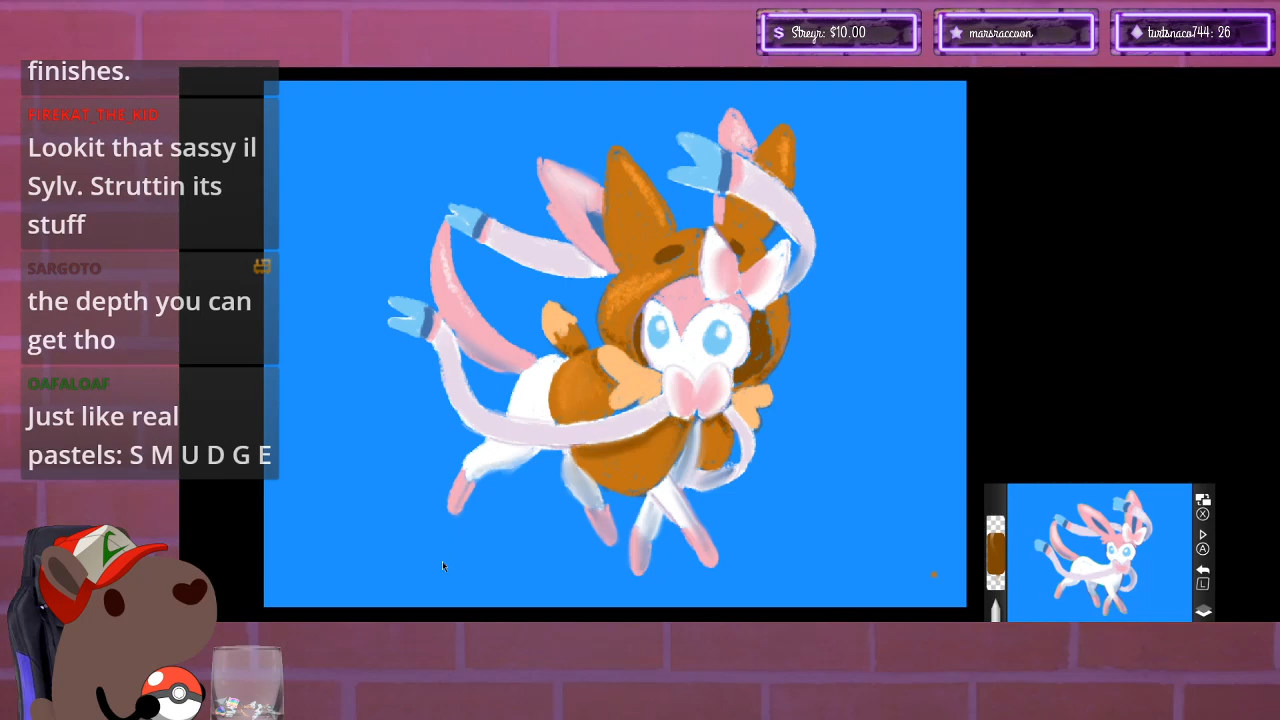 Streyr: $10.00
marsraccoon
twtsnaco744: 26
finishes.
FIREKAT_THE_KID
Lookit that sassy il
Sylv. Struttin its
stuff
SARGOTO
the depth you can
get tho
OAFALOAF
Just like real
pastels: S M U D G E
X
A
L